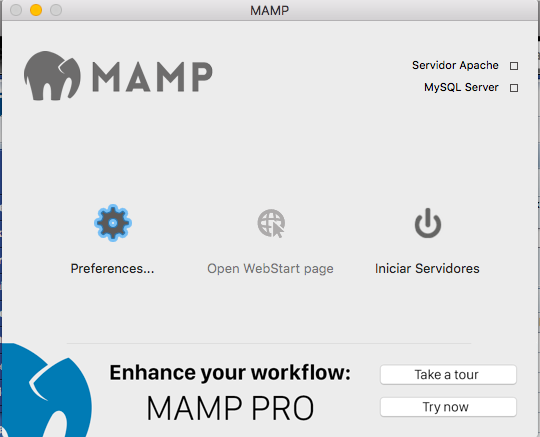 MAMP
MAMP
Servidor Apache
MySQL Server
Preferences...
Open WebStart page
Iniciar Servidores
Enhance your workflow:
MAMP PRO
Take a tour
Try now